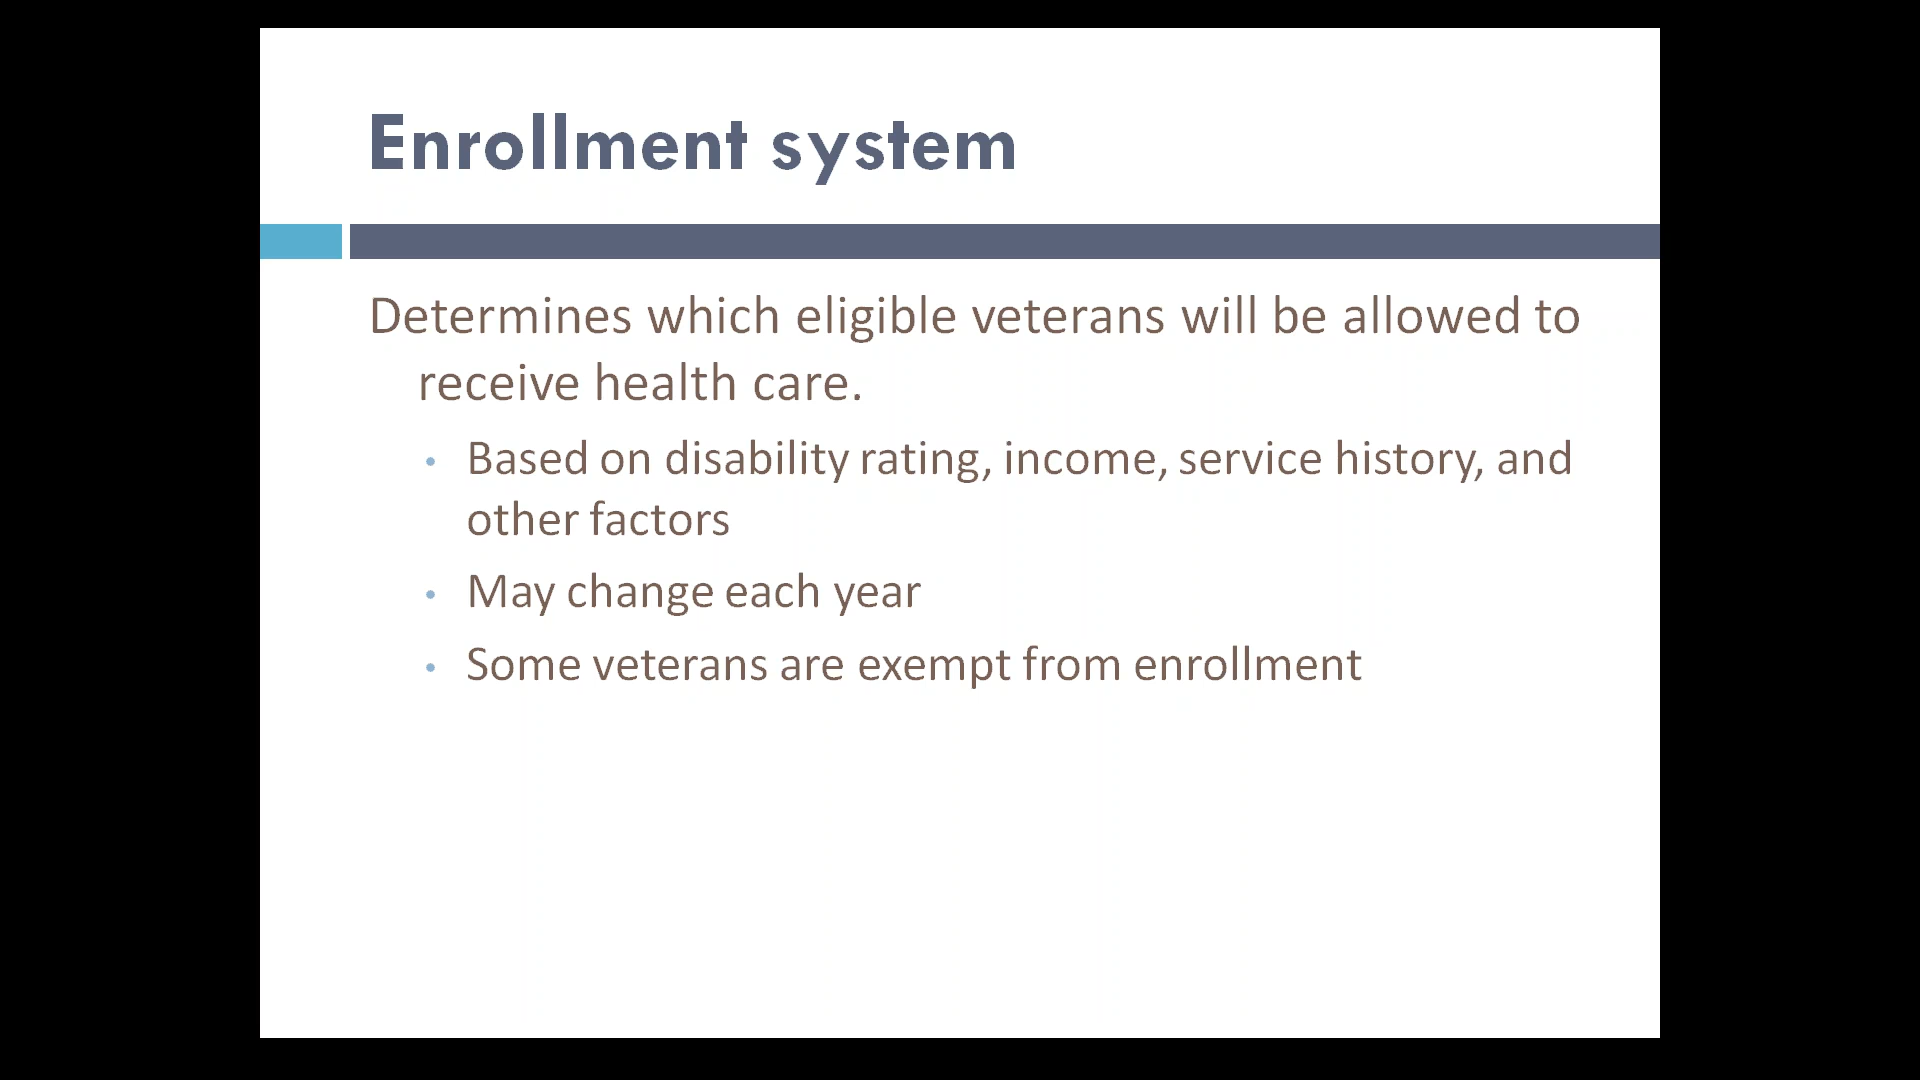 Enrollment system
Determines which eligible veterans will be allowed to
receive health care.
• Based on disability rating, income, service history, and
other factors
• May change each year
• Some veterans are exempt from enrollment